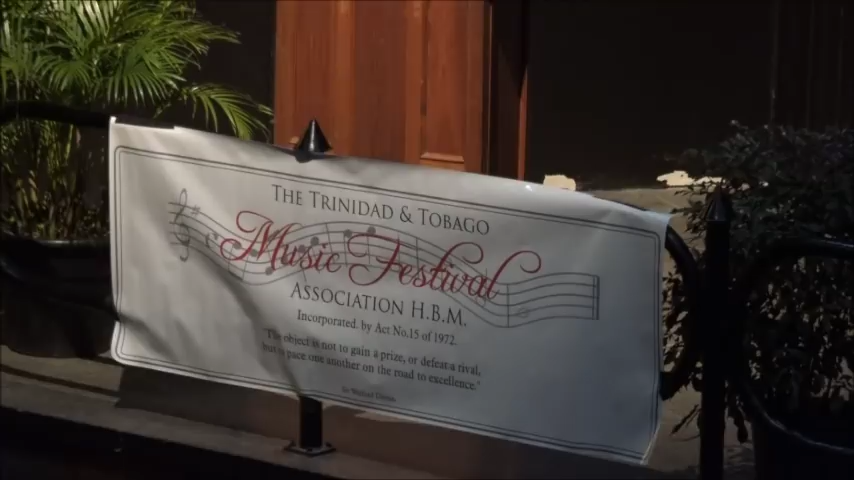 THE TRINIDAD & TOBAGO
Music Festival
ASSOCIATION H.B.M.
Incorporated. by Act No.15 of 1972.
"The object is not to gain a prize, or defeat a rival,
but to pace one another on the road to excellence."